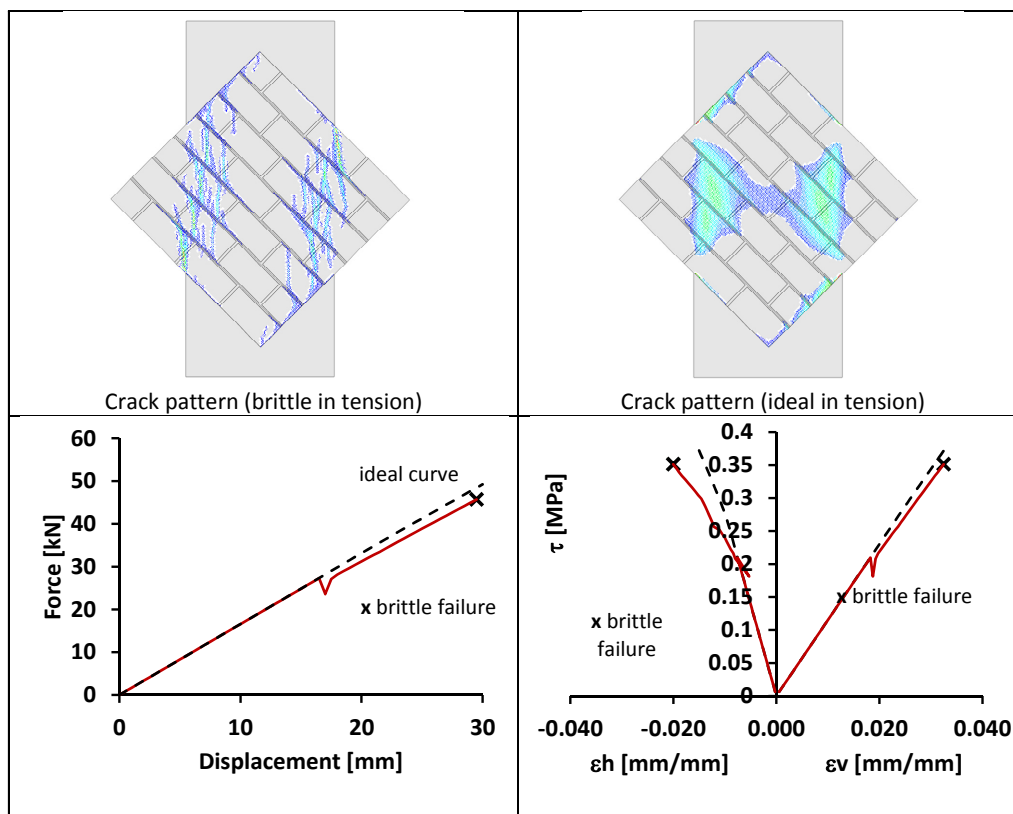 Crack pattern (brittle in tension)
Crack pattern (ideal in tension)
60
50
40
30
20
10
0
Force [kN]
ideal curve
x brittle failure
0
10
20
30
Displacement [mm]
0.4
0.35
0.3
0.25
0.2
0.15
0.1
0.05
0
τ [MPa]
x brittle failure
x brittle
failure
-0.040
-0.020
0.000
0.020
0.040
εh [mm/mm]
εv [mm/mm]